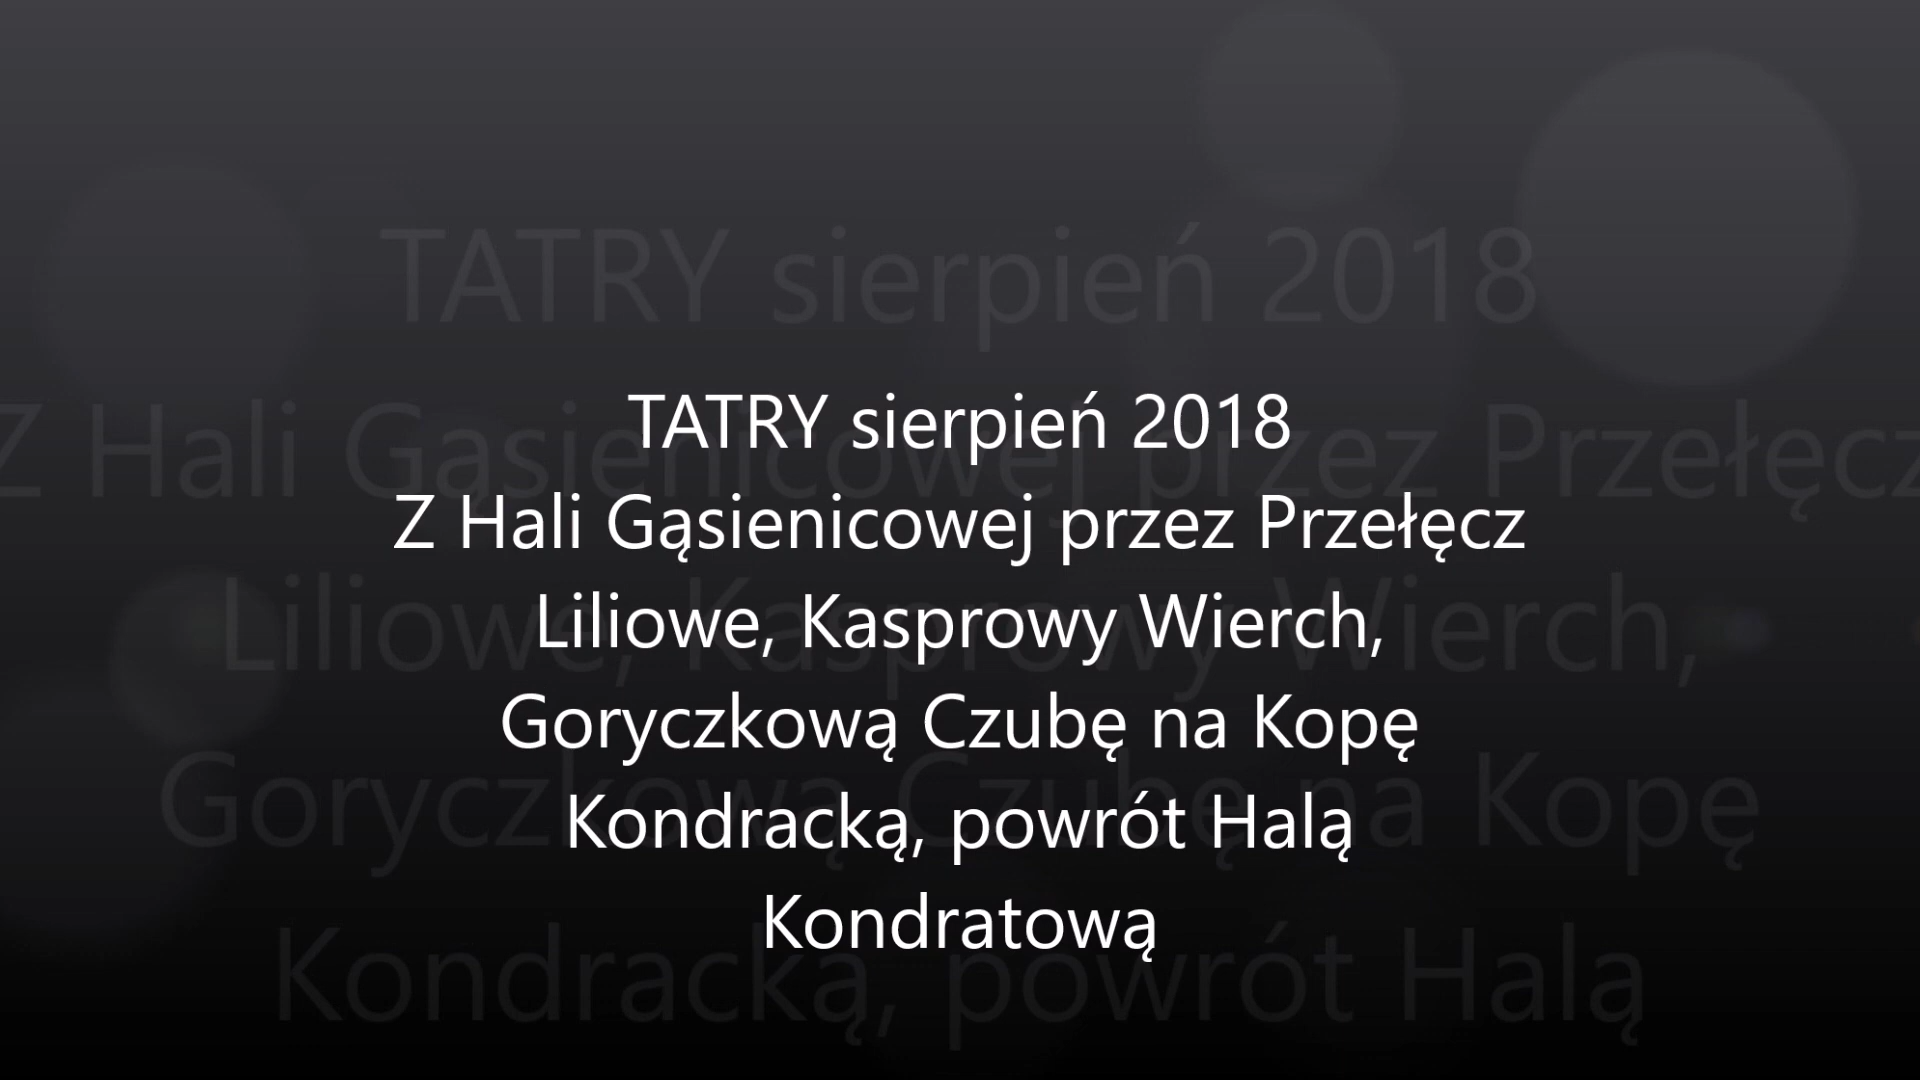 TATRY sierpień 2018
Z Hali Gąsienicowej przez Przełęcz
Liliowe, Kasprowy Wierch,
Goryczkową Czubę na Kopę
Kondracką, powrót Halą
Kondratową